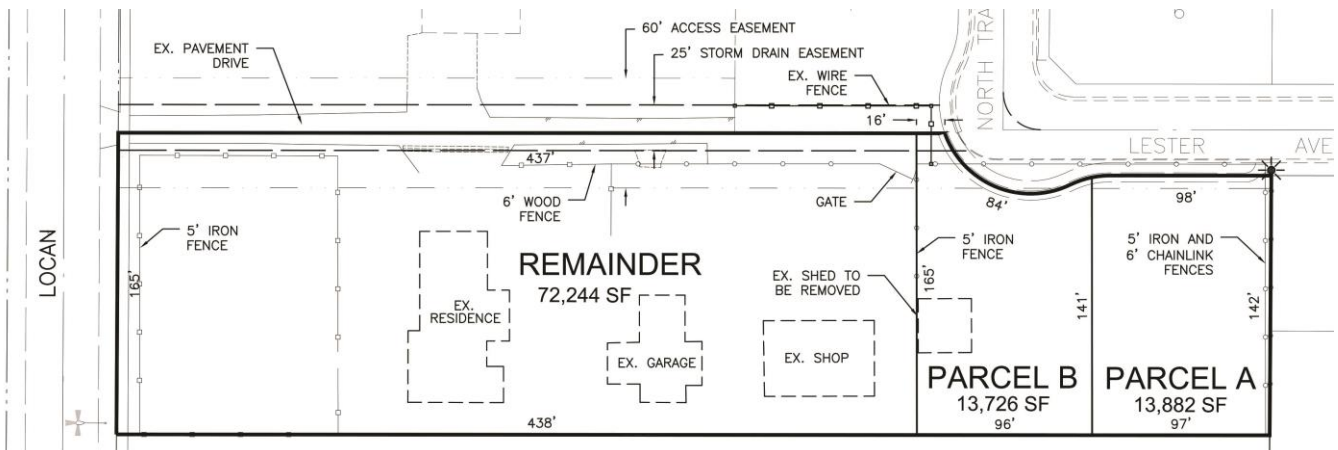 60' ACCESS EASEMENT
EX. PAVEMENT
DRIVE
25' STORM DRAIN EASEMENT
EX. WIRE
FENCE
16'
NORTH TRA
LESTER AVE
437'
6' WOOD
FENCE
GATE
84'
98'
5' IRON
FENCE
LOCAN
165'
REMAINDER
72,244 SF
EX. SHED TO
BE REMOVED
5' IRON
FENCE
165'
5' IRON AND
6' CHAINLINK
FENCES
141'
142'
EX.
RESIDENCE
EX. GARAGE
EX. SHOP
PARCEL B
13,726 SF
96'
PARCEL A
13,882 SF
97'
438'